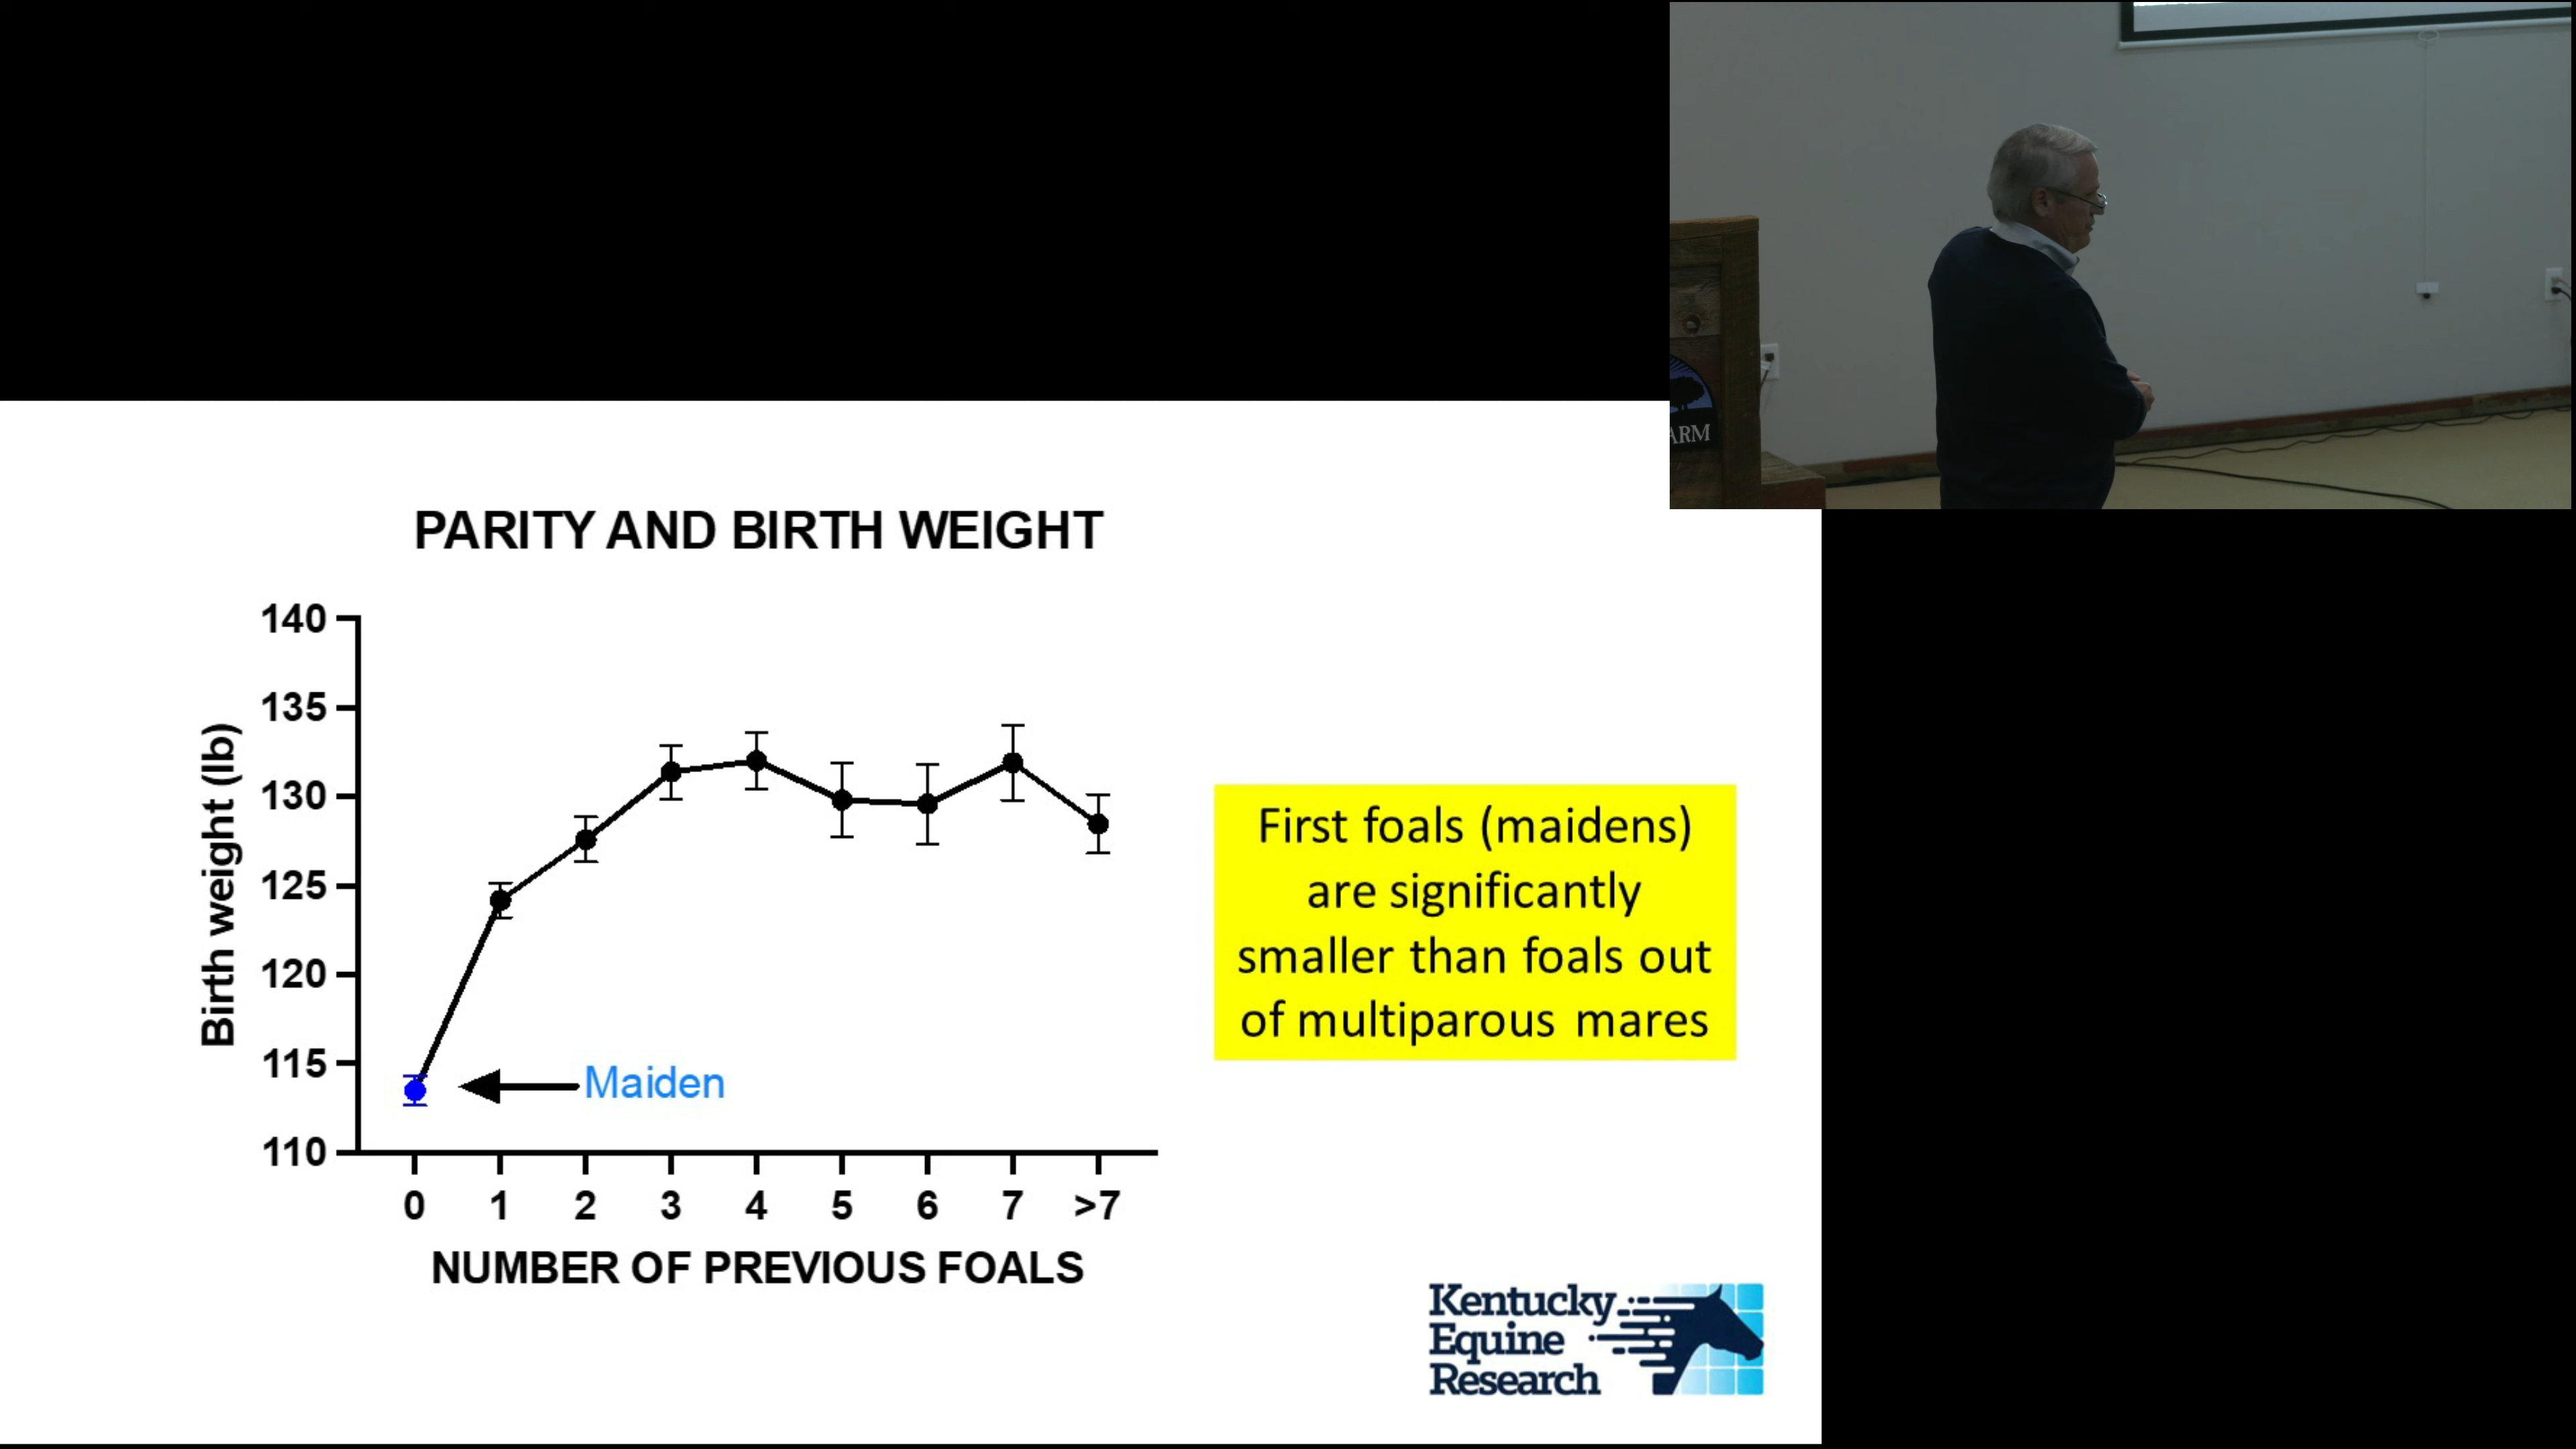 ARM
PARITY AND BIRTH WEIGHT
Birth weight (lb)
140
135
130
125
120
115
110
Maiden
0 1 2 3 4 5 6 7 >7
NUMBER OF PREVIOUS FOALS
First foals (maidens)
are significantly
smaller than foals out
of multiparous mares
Kentucky
Equine
Research